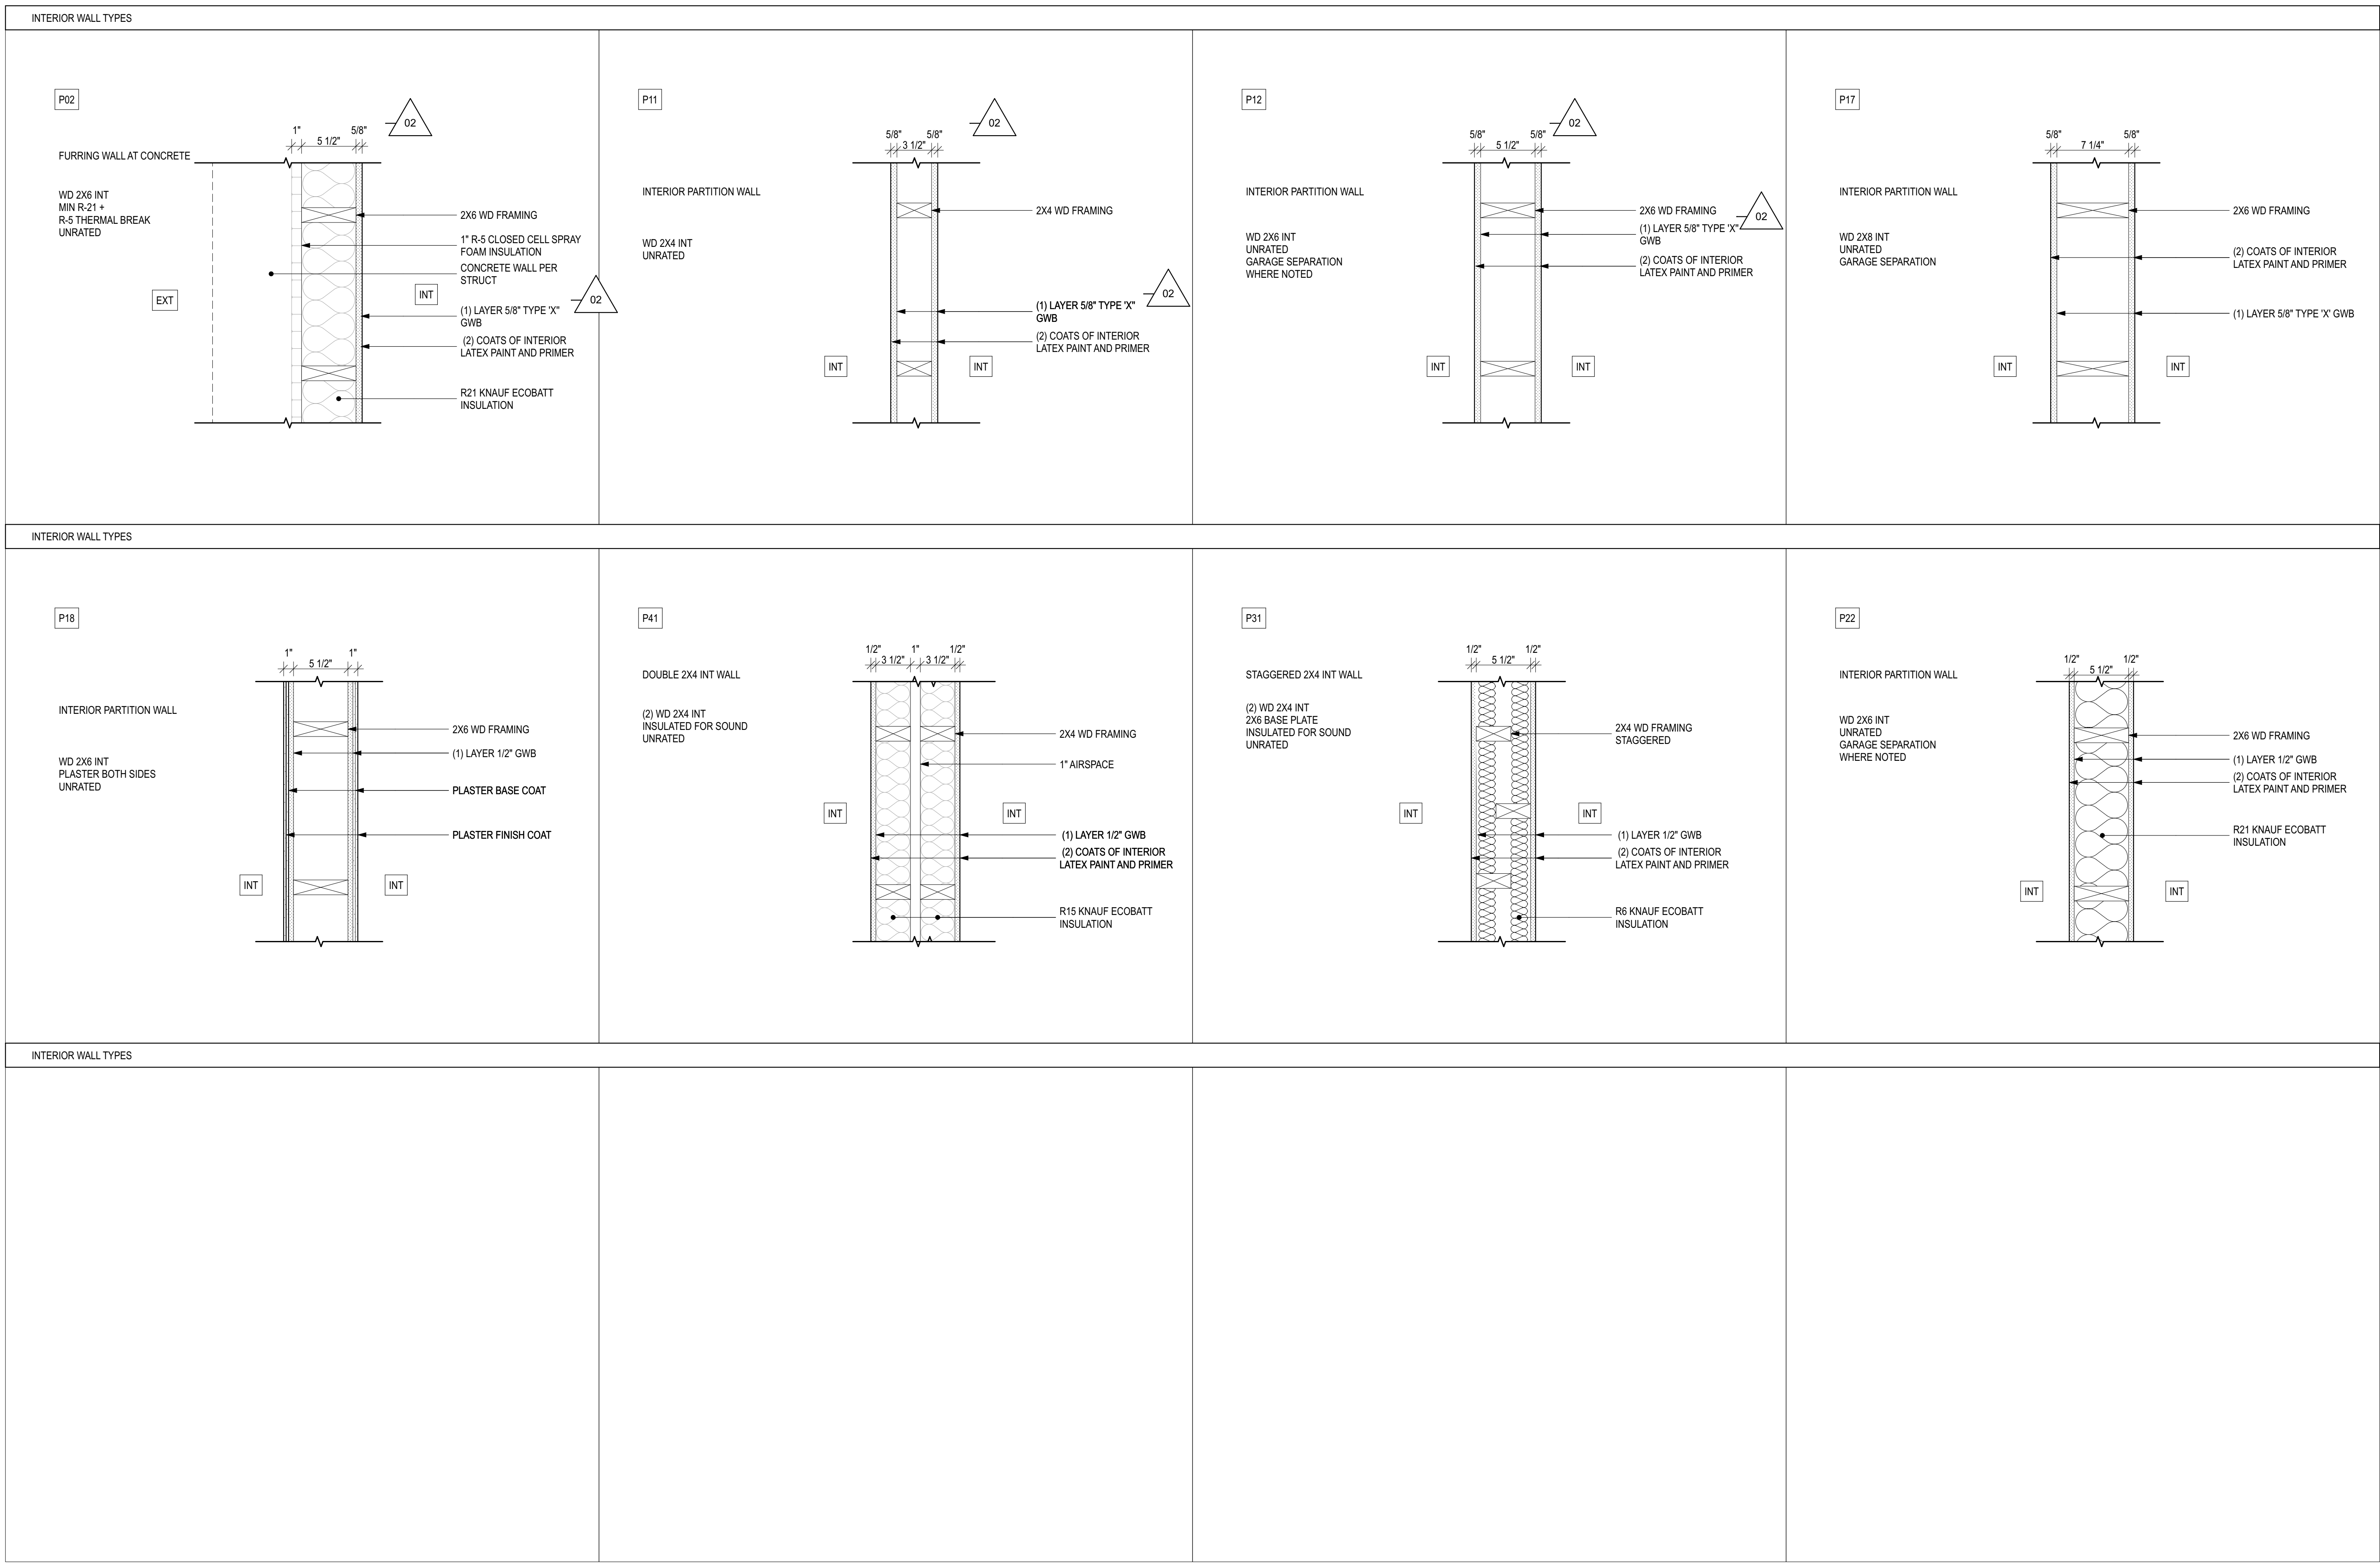 INTERIOR WALL TYPES
P02
02
1"
5 1/2"
5/8"
FURRING WALL AT CONCRETE
WD 2X6 INT
MIN R-21 +
R-5 THERMAL BREAK
UNRATED
EXT
INT
2X6 WD FRAMING
1" R-5 CLOSED CELL SPRAY
FOAM INSULATION
CONCRETE WALL PER
STRUCT
02
(1) LAYER 5/8" TYPE 'X"
GWB
(2) COATS OF INTERIOR
LATEX PAINT AND PRIMER
R21 KNAUF ECOBATT
INSULATION
P11
02
5/8"
3 1/2"
5/8"
INTERIOR PARTITION WALL
WD 2X4 INT
UNRATED
2X4 WD FRAMING
02
(1) LAYER 5/8" TYPE 'X"
GWB
(2) COATS OF INTERIOR
LATEX PAINT AND PRIMER
INT
INT
P12
02
5/8"
5 1/2"
5/8"
INTERIOR PARTITION WALL
WD 2X6 INT
UNRATED
GARAGE SEPARATION
WHERE NOTED
2X6 WD FRAMING
02
(1) LAYER 5/8" TYPE 'X"
GWB
(2) COATS OF INTERIOR
LATEX PAINT AND PRIMER
INT
INT
P17
5/8"
7 1/4"
5/8"
INTERIOR PARTITION WALL
WD 2X8 INT
UNRATED
GARAGE SEPARATION
2X6 WD FRAMING
(2) COATS OF INTERIOR
LATEX PAINT AND PRIMER
(1) LAYER 5/8" TYPE 'X' GWB
INT
INT
INTERIOR WALL TYPES
P18
1"
5 1/2"
1"
INTERIOR PARTITION WALL
WD 2X6 INT
PLASTER BOTH SIDES
UNRATED
2X6 WD FRAMING
(1) LAYER 1/2" GWB
PLASTER BASE COAT
PLASTER FINISH COAT
INT
INT
P41
1/2"
3 1/2"
1"
3 1/2"
1/2"
DOUBLE 2X4 INT WALL
(2) WD 2X4 INT
INSULATED FOR SOUND
UNRATED
2X4 WD FRAMING
1" AIRSPACE
INT
INT
(1) LAYER 1/2" GWB
(2) COATS OF INTERIOR
LATEX PAINT AND PRIMER
R15 KNAUF ECOBATT
INSULATION
P31
1/2"
5 1/2"
1/2"
STAGGERED 2X4 INT WALL
(2) WD 2X4 INT
2X6 BASE PLATE
INSULATED FOR SOUND
UNRATED
2X4 WD FRAMING
STAGGERED
INT
INT
(1) LAYER 1/2" GWB
(2) COATS OF INTERIOR
LATEX PAINT AND PRIMER
R6 KNAUF ECOBATT
INSULATION
P22
1/2"
5 1/2"
1/2"
INTERIOR PARTITION WALL
WD 2X6 INT
UNRATED
GARAGE SEPARATION
WHERE NOTED
2X6 WD FRAMING
(1) LAYER 1/2" GWB
(2) COATS OF INTERIOR
LATEX PAINT AND PRIMER
R21 KNAUF ECOBATT
INSULATION
INT
INT
INTERIOR WALL TYPES